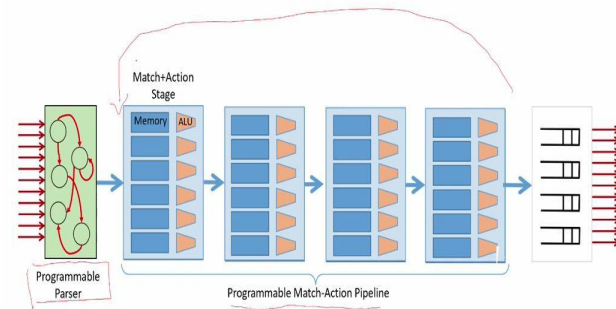 Match+Action
Stage
Memory ALU
Programmable
Parser
Programmable Match-Action Pipeline